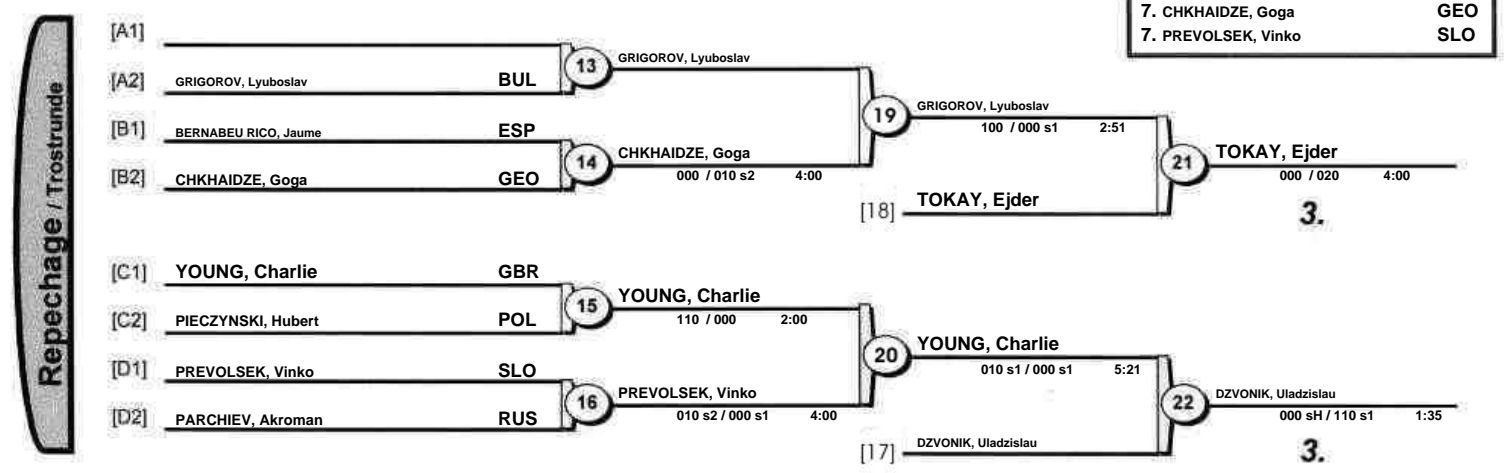 7. CHKHAIDZE, Goga GEO
7. PREVOLSEK, Vinko SLO
Repechage / Trostrunde
[A1]
[A2] GRIGOROV, Lyuboslav BUL
13 GRIGOROV, Lyuboslav
[B1] BERNABEU RICO, Jaume ESP
[B2] CHKHAIDZE, Goga GEO
14 CHKHAIDZE, Goga
000 / 010 s2 4:00
19 GRIGOROV, Lyuboslav
100 / 000 s1 2:51
[18] TOKAY, Ejder
21 TOKAY, Ejder
000 / 020 4:00
3.
[C1] YOUNG, Charlie GBR
[C2] PIECZYNSKI, Hubert POL
15 YOUNG, Charlie
110 / 000 2:00
[D1] PREVOLSEK, Vinko SLO
[D2] PARCHIEV, Akroman RUS
16 PREVOLSEK, Vinko
010 s2 / 000 s1 4:00
20 YOUNG, Charlie
010 s1 / 000 s1 5:21
[17] DZVONIK, Uladzislau
22 DZVONIK, Uladzislau
000 sH / 110 s1 1:35
3.